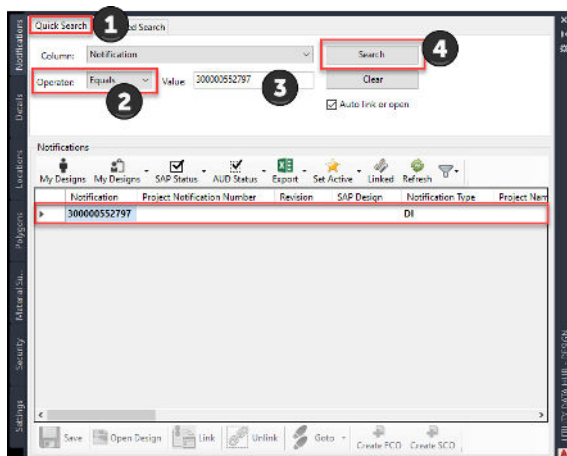 Quick Search 1 ed Search
Column: Notification Search 4
Operator: Equals Value: 300000552797 Clear
2 3
Auto link or open
Notifications
My Designs My Designs SAP Status AUD Status Export Set Active Linked Refresh
Notification Project Notification Number Revision SAP Design Notification Type Project Nam
300000552797 DI
Save Open Design Link Unlink Goto Create FCO Create SCO
Notifications
Details
Locations
Polygons
Material Su...
Security
Settings